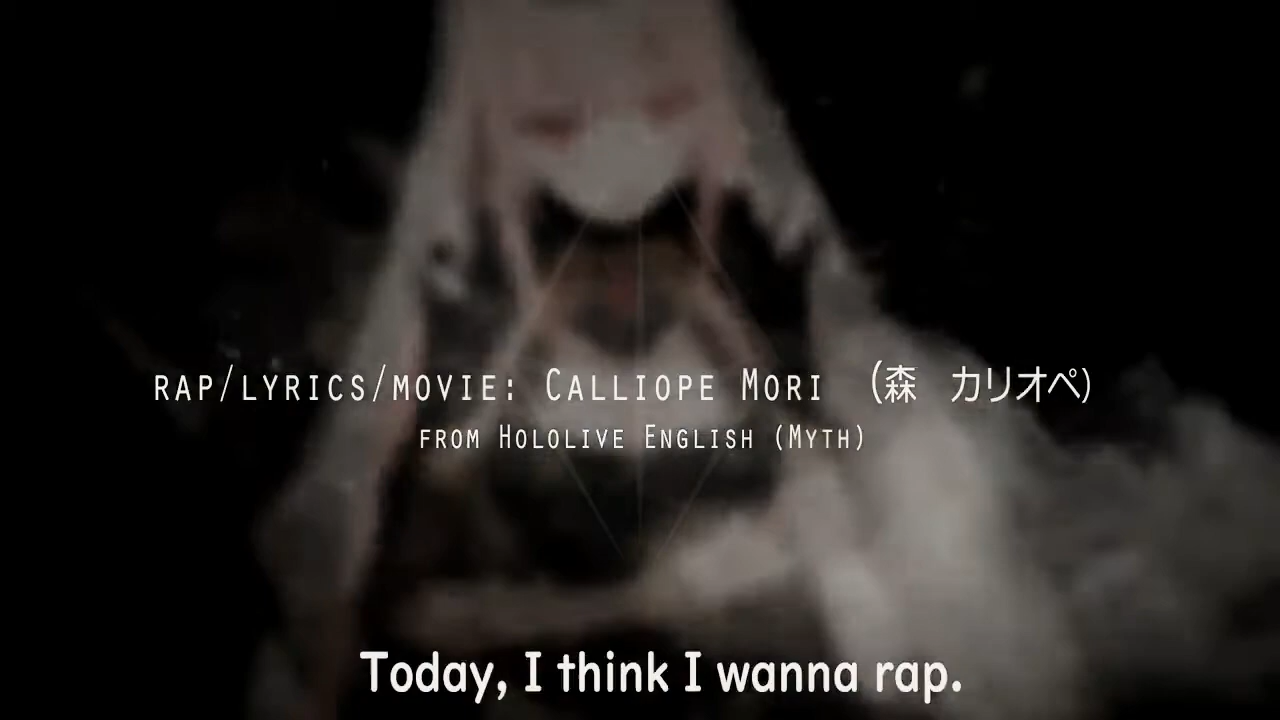 RAP/LYRICS/MOVIE: CALLIOPE MORI (森 カリオペ)
FROM HOLOLIVE ENGLISH (MYTH)
Today, I think I wanna rap.